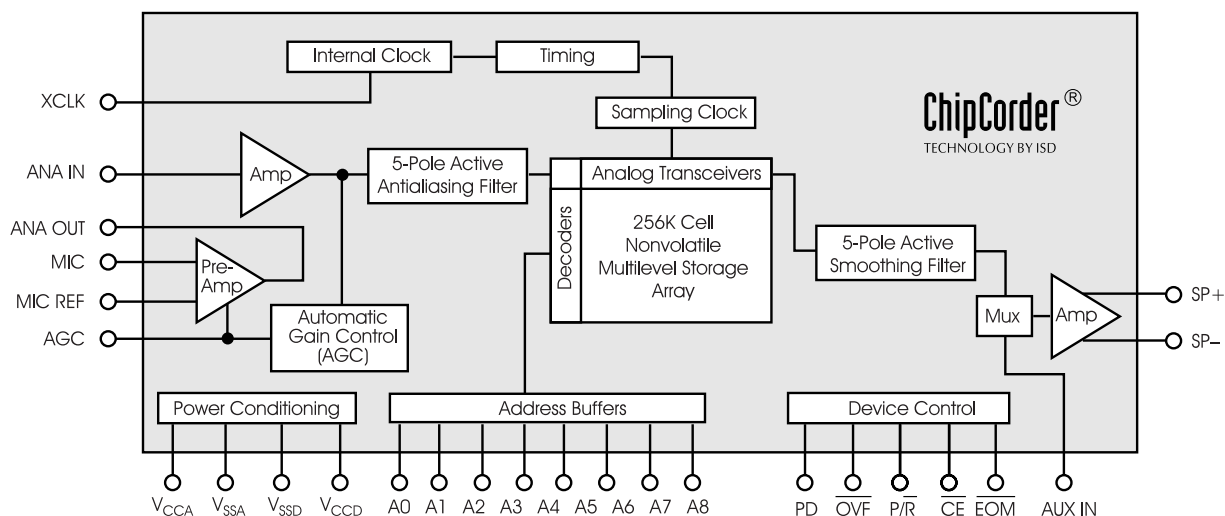 Internal Clock
Timing
XCLK
Sampling Clock
ChipCorder®
TECHNOLOGY BY ISD
ANA IN
Amp
5-Pole Active
Antialiasing Filter
Analog Transceivers
Decoders
256K Cell
Nonvolatile
Multilevel Storage
Array
ANA OUT
MIC
Pre-
Amp
MIC REF
AGC
Automatic
Gain Control
(AGC)
5-Pole Active
Smoothing Filter
Mux
Amp
SP+
SP–
Power Conditioning
Address Buffers
Device Control
VCCA VSSA VSSD VCCD A0 A1 A2 A3 A4 A5 A6 A7 A8 PD O̅V̅F̅ P/R̅ C̅E̅ E̅O̅M̅ AUX IN